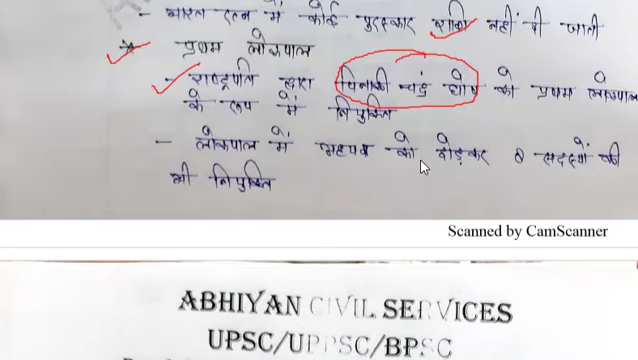 - भारत रत्न में कोई पुरस्कार राशि नहीं दी जाती
* प्रथम लोकपाल
- राष्ट्रपति द्वारा पिनाकी चंद्र घोष को प्रथम लोकपाल
के रूप में नियुक्ति
- लोकपाल में अध्यक्ष को छोड़कर 8 सदस्यों की
भी नियुक्ति
Scanned by CamScanner
ABHIYAN CIVIL SERVICES
UPSC/UPPSC/BPSC